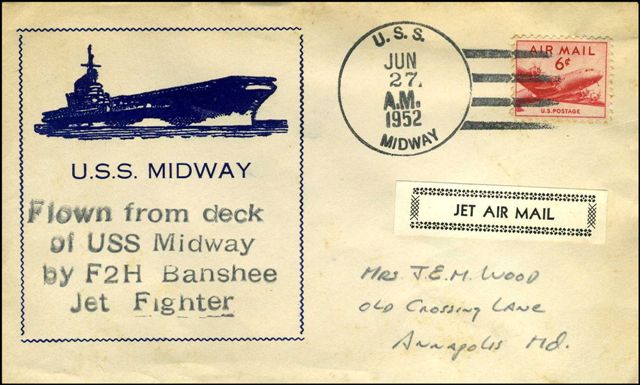 U.S.S. MIDWAY
Flown from deck
of USS Midway
by F2H Banshee
Jet Fighter
U. S. S.
JUN
27.
A.M.
1952
MIDWAY
AIR MAIL
6¢
U.S. POSTAGE
JET AIR MAIL
Mrs J.E.M. Wood
Old Crossing Lane
Annapolis Md.